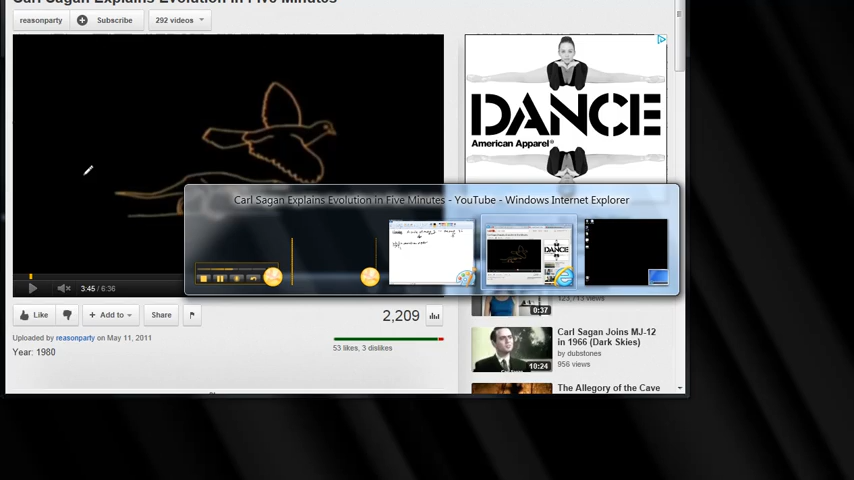 Carl Sagan Explains Evolution in Five Minutes
reasonparty
Subscribe
292 videos
DANCE
American Apparel®
Carl Sagan Explains Evolution in Five Minutes - YouTube - Windows Internet Explorer
3:45 / 6:36
0:37
Like
Add to
Share
2,209
Uploaded by reasonparty on May 11, 2011
53 likes, 3 dislikes
Year: 1980
Carl Sagan Joins MJ-12
in 1966 (Dark Skies)
by dubstones
956 views
10:24
The Allegory of the Cave